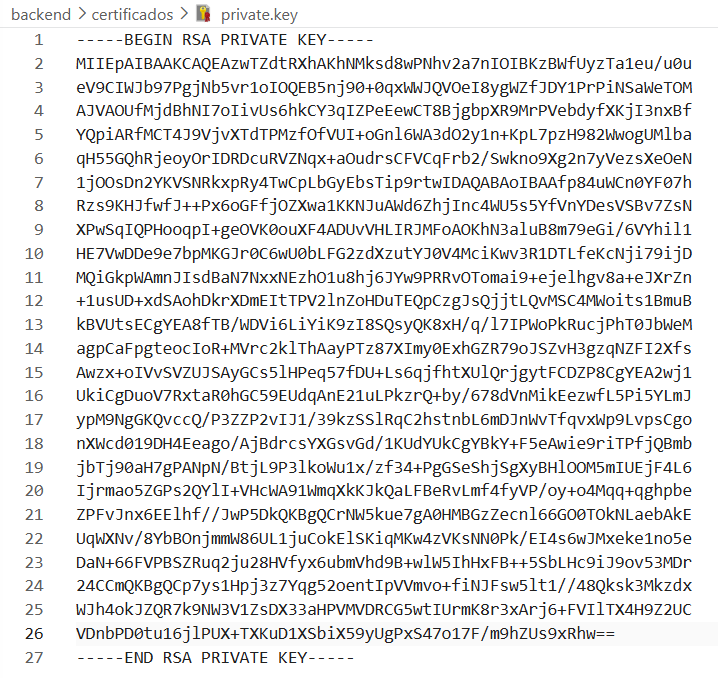 backend > certificados > private.key
1 -----BEGIN RSA PRIVATE KEY-----
2 MIIEpAIBAAKCAQEAzwTZdtRXhAKhNMksd8wPNhv2a7nIOIBKzBWfUyzTa1eu/u0u
3 eV9CIWJb97PgjNb5vr1oIOQEB5nj90+0qxWWJQVOeI8ygWZfJDY1PrPiNSaWeTOM
4 AJVAOUfMjdBhNI7oIivUs6hkCY3qIZPeEewCT8BjgbpXR9MrPVebdyfXKjI3nxBf
5 YQpiARfMCT4J9VjvXTdTPMzfOfVUI+oGnl6WA3dO2y1n+KpL7pzH982WwogUMlba
6 qH55GQhRjeoyOrIDRDcuRVZNqx+aOudrsCFVCqFrb2/Swkno9Xg2n7yVezsXeOeN
7 1jOOsDn2YKVSNRkxpRy4TwCpLbGyEbsTip9rtwIDAQABAoIBAAfp84uWCn0YF07h
8 Rzs9KHJfwfJ++Px6oGFfjOZXwa1KKNJuAWd6ZhjInc4WU5s5YfVnYDesVSBv7ZsN
9 XPwSqIQPHooqpI+geOVK0ouXF4ADUvVHLIRJMFoAOKhN3aluB8m79eGi/6VYhil1
10 HE7VwDDe9e7bpMKGJr0C6wU0bLFG2zdXzutYJ0V4MciKwv3R1DTLfeKcNji79ijD
11 MQiGkpWAmnJIsdBaN7NxxNEzhO1u8hj6JYw9PRRvOTomai9+ejelhgv8a+eJXrZn
12 +1usUD+xdSAohDkrXDmEItTPV2lnZoHDuTEQpCzgJsQjjtLQvMSC4MWoits1BmuB
13 kBVUtsECgYEA8fTB/WDVi6LiYiK9zI8SQsyQK8xH/q/l7IPWoPkRucjPhT0JbWeM
14 agpCaFpgteocIoR+MVrc2klThAayPTz87XImy0ExhGZR79oJSZvH3gzqNZFI2Xfs
15 Awzx+oIVvSVZUJSAyGCs5lHPeq57fDU+Ls6qjfhtXUlQrjgytFCDZP8CgYEA2wj1
16 UkiCgDuoV7RxtaR0hGC59EUdqAnE21uLPkzrQ+by/678dVnMikEezwfL5Pi5YLmJ
17 ypM9NgGKQvccQ/P3ZZP2vIJ1/39kzSSlRqC2hstnbL6mDJnWvTfqvxWp9LvpsCgo
18 nXWcd019DH4Eeago/AjBdrcsYXGsvGd/1KUdYUkCgYBkY+F5eAwie9riTPfjQBmb
19 jbTj90aH7gPANpN/BtjL9P3lkoWu1x/zf34+PgGSeShjSgXyBHlOOM5mIUEjF4L6
20 Ijrmao5ZGPs2QYlI+VHcWA91WmqXkKJkQaLFBeRvLmf4fyVP/oy+o4Mqq+qghpbe
21 ZPFvJnx6EElhf//JwP5DkQKBgQCrNW5kue7gA0HMBGzZecnl66GO0TOkNLaebAkE
22 UqWXNv/8YbBOnjmmW86UL1juCokElSKiqMKw4zVKsNN0Pk/EI4s6wJMxeke1no5e
23 DaN+66FVPBSZRuq2ju28HVfyx6ubmVhd9B+wlW5IhHxFB++5SbLHc9iJ9ov53MDr
24 24CCmQKBgQCp7ys1Hpj3z7Yqg52oentIpVVmvo+fiNJFsw5lt1//48Qksk3Mkzdx
25 WJh4okJZQR7k9NW3V1ZsDX33aHPVMVDRCG5wtIUrmK8r3xArj6+FVIlTX4H9Z2UC
26 VDnbPD0tu16jlPUX+TXKuD1XSbiX59yUgPxS47o17F/m9hZUs9xRhw==
27 -----END RSA PRIVATE KEY-----